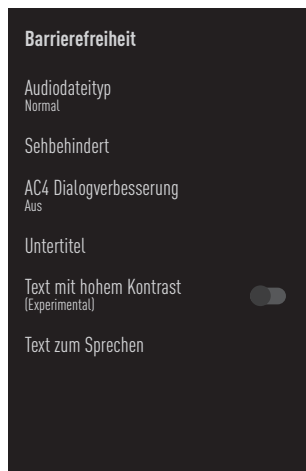 Barrierefreiheit
Audiodateityp
Normal
Sehbehindert
AC4 Dialogverbesserung
Aus
Untertitel
Text mit hohem Kontrast
(Experimental)
Text zum Sprechen